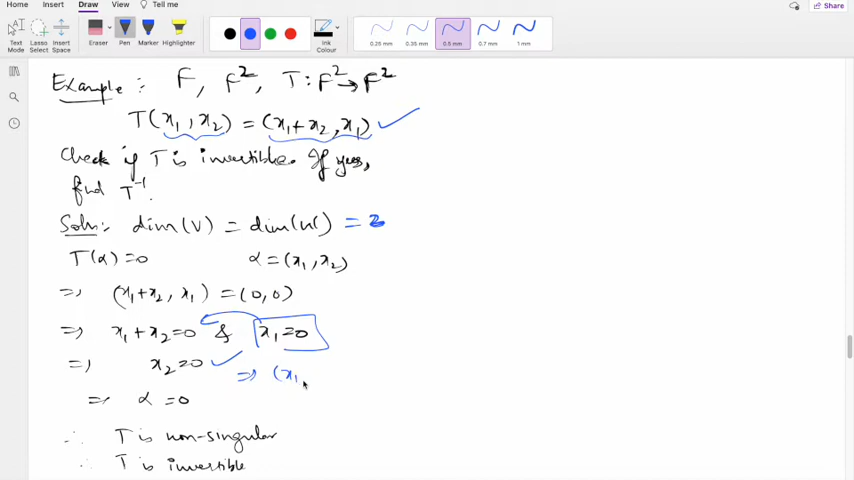 Home Insert Draw View Tell me Share
Text Mode Lasso Select Insert Space Eraser Pen Marker Highlighter Ink Colour 0.25 mm 0.35 mm 0.5 mm 0.7 mm 1 mm
Example : F, F², T : F² → F²
T(x₁, x₂) = (x₁+x₂, x₁) ✓
Check if T is invertible. If yes,
find T⁻¹.
Soln: dim(V) = dim(W) = 2
T(α)=0 α=(x₁, x₂)
⇒ (x₁+x₂, x₁) = (0,0)
⇒ x₁+x₂=0 & x₁=0
⇒ x₂=0 ✓ ⇒ (x₁
⇒ α=0
∴ T is non-singular
∴ T is invertible